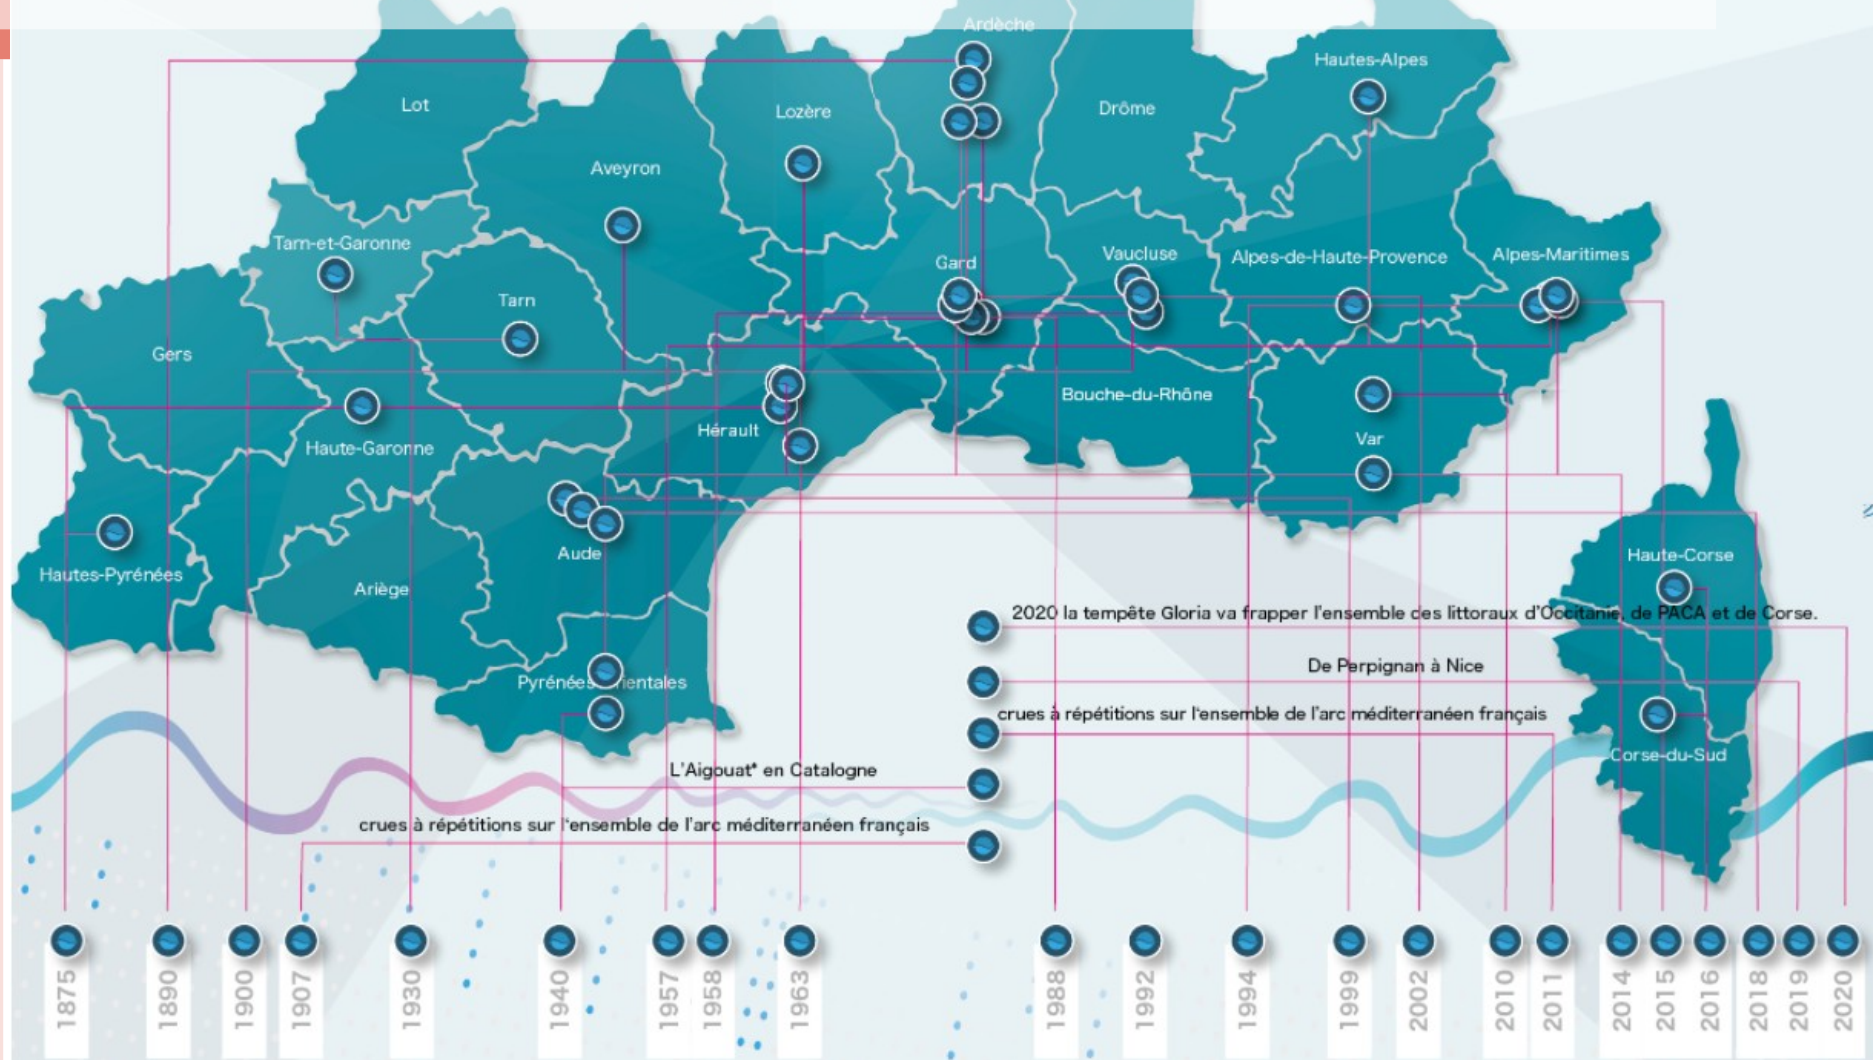 Ardèche
Hautes-Alpes
Lot
Lozère
Drôme
Aveyron
Tarn-et-Garonne
Gard
Vaucluse
Alpes-de-Haute-Provence
Alpes-Maritimes
Tarn
Gers
Bouche-du-Rhône
Hérault
Var
Haute-Garonne
Aude
Haute-Corse
Hautes-Pyrénées
Ariège
2020 la tempête Gloria va frapper l'ensemble des littoraux d'Occitanie, de PACA et de Corse.
De Perpignan à Nice
Pyrénées-Orientales
crues à répétitions sur l'ensemble de l'arc méditerranéen français
Corse-du-Sud
L'Aigouat* en Catalogne
crues à répétitions sur l'ensemble de l'arc méditerranéen français
1875
1890
1900
1907
1930
1940
1957
1958
1963
1988
1992
1994
1999
2002
2010
2011
2014
2015
2016
2018
2019
2020